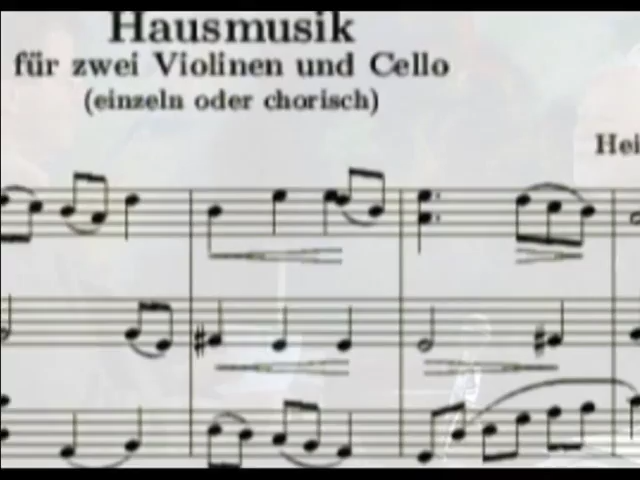 Hausmusik
für zwei Violinen und Cello
(einzeln oder chorisch)
Hei